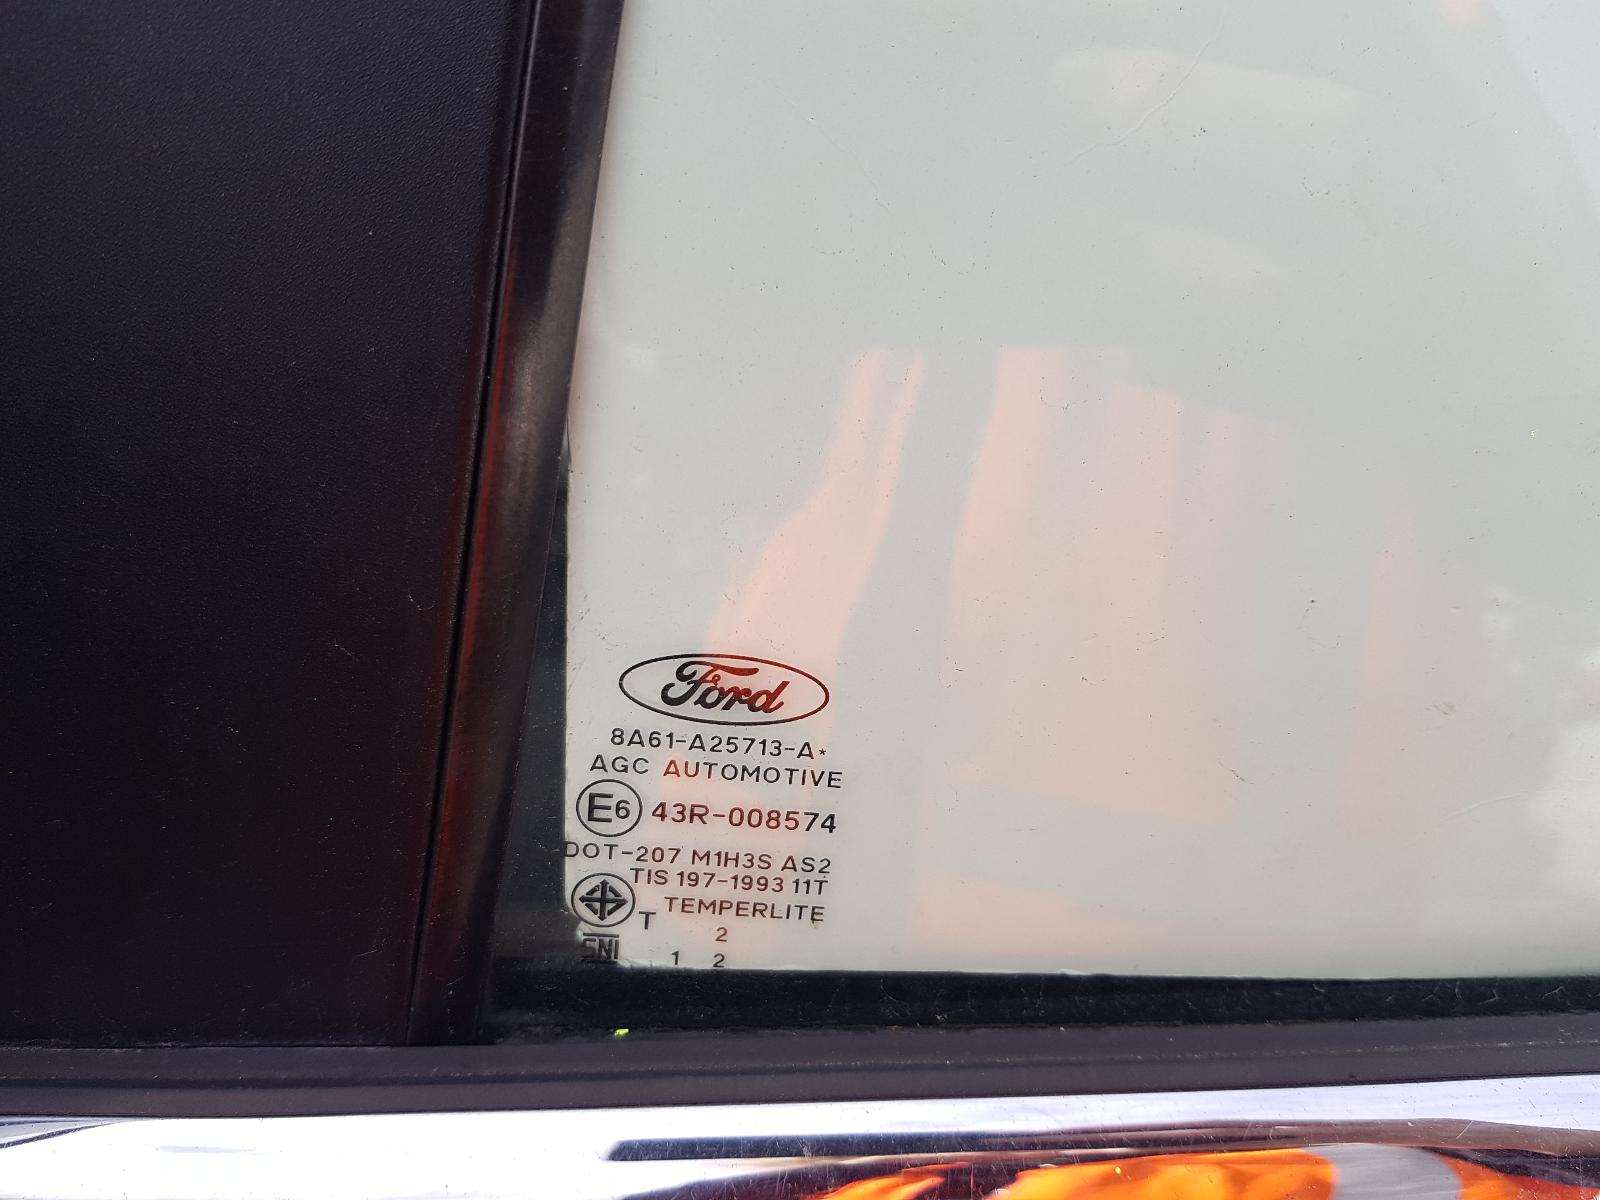 Ford
8A61-A25713-A*
AGC AUTOMOTIVE
E6 43R-008574
DOT-207 M1H3S AS2
TIS 197-1993 11T
T TEMPERLITE
2
SNI 1 2